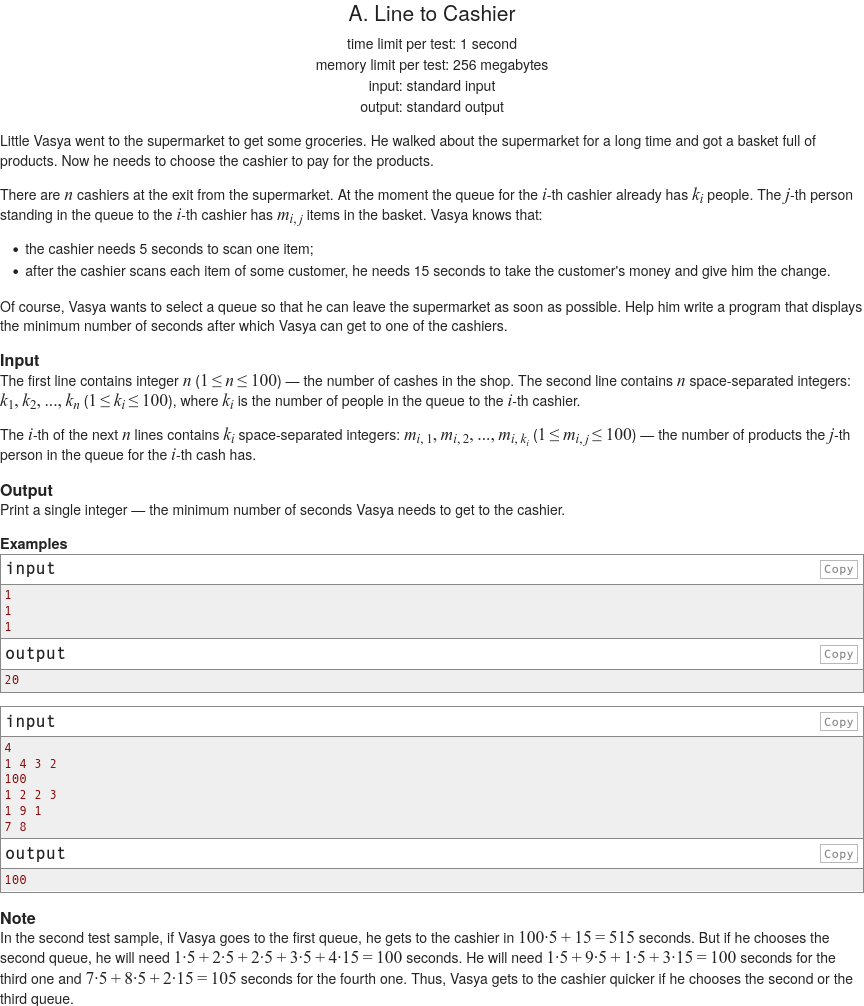 A. Line to Cashier
time limit per test: 1 second
memory limit per test: 256 megabytes
input: standard input
output: standard output
Little Vasya went to the supermarket to get some groceries. He walked about the supermarket for a long time and got a basket full of
products. Now he needs to choose the cashier to pay for the products.
There are n cashiers at the exit from the supermarket. At the moment the queue for the i-th cashier already has k_i people. The j-th person
standing in the queue to the i-th cashier has m_{i, j} items in the basket. Vasya knows that:
• the cashier needs 5 seconds to scan one item;
• after the cashier scans each item of some customer, he needs 15 seconds to take the customer's money and give him the change.
Of course, Vasya wants to select a queue so that he can leave the supermarket as soon as possible. Help him write a program that displays
the minimum number of seconds after which Vasya can get to one of the cashiers.
Input
The first line contains integer n (1 ≤ n ≤ 100) — the number of cashes in the shop. The second line contains n space-separated integers:
k_1, k_2, ..., k_n (1 ≤ k_i ≤ 100), where k_i is the number of people in the queue to the i-th cashier.
The i-th of the next n lines contains k_i space-separated integers: m_{i, 1}, m_{i, 2}, ..., m_{i, k_i} (1 ≤ m_{i, j} ≤ 100) — the number of products the j-th
person in the queue for the i-th cash has.
Output
Print a single integer — the minimum number of seconds Vasya needs to get to the cashier.
Examples
input Copy
1
1
1
output Copy
20
input Copy
4
1 4 3 2
100
1 2 2 3
1 9 1
7 8
output Copy
100
Note
In the second test sample, if Vasya goes to the first queue, he gets to the cashier in 100·5 + 15 = 515 seconds. But if he chooses the
second queue, he will need 1·5 + 2·5 + 2·5 + 3·5 + 4·15 = 100 seconds. He will need 1·5 + 9·5 + 1·5 + 3·15 = 100 seconds for the
third one and 7·5 + 8·5 + 2·15 = 105 seconds for the fourth one. Thus, Vasya gets to the cashier quicker if he chooses the second or the
third queue.